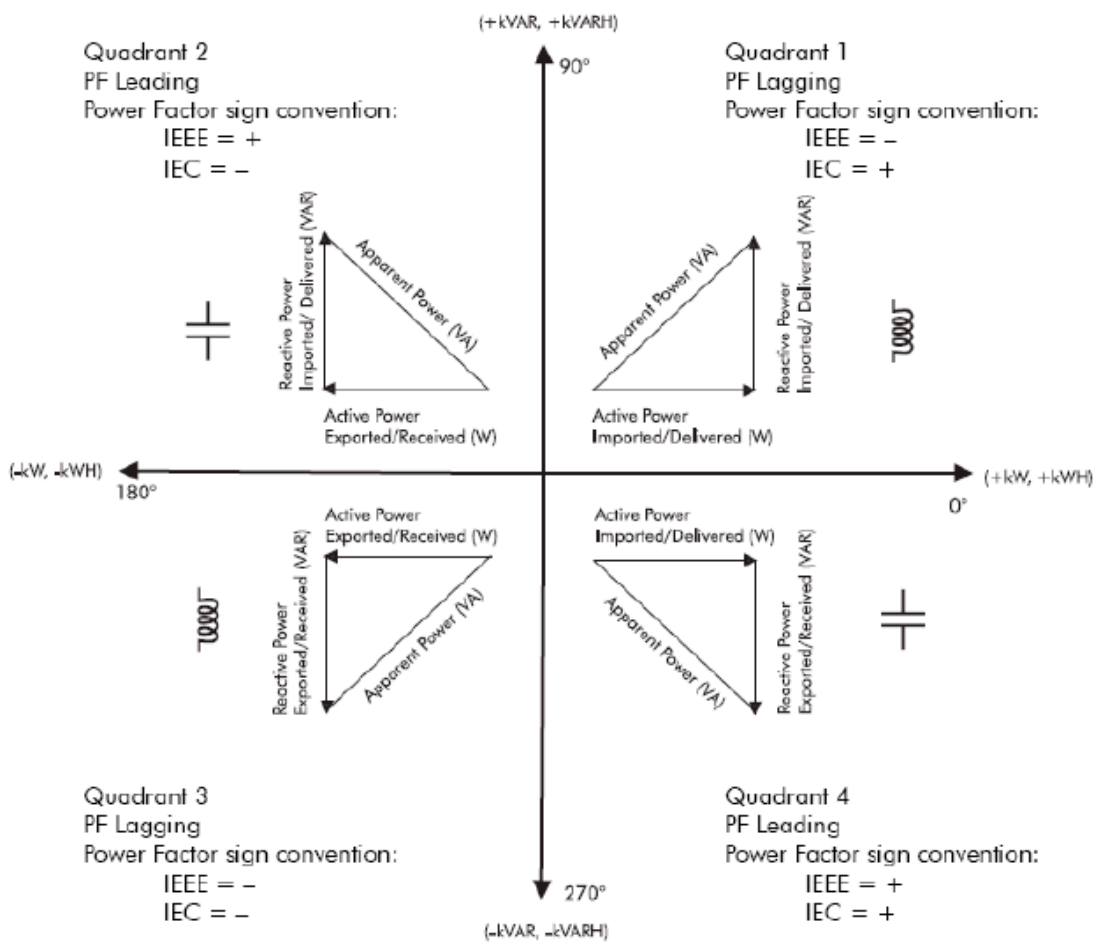 (+kVAR, +kVARH)
90°
Quadrant 2
PF Leading
Power Factor sign convention:
IEEE = +
IEC = −
Reactive Power
Imported/ Delivered (VAR)
Apparent Power (VA)
Active Power
Exported/Received (W)
Quadrant 1
PF Lagging
Power Factor sign convention:
IEEE = −
IEC = +
Apparent Power (VA)
Reactive Power
Imported/ Delivered (VAR)
Active Power
Imported/Delivered (W)
(-kW, -kWH)
180°
(+kW, +kWH)
0°
Active Power
Exported/Received (W)
Reactive Power
Exported/Received (VAR)
Apparent Power (VA)
Quadrant 3
PF Lagging
Power Factor sign convention:
IEEE = −
IEC = −
Active Power
Imported/Delivered (W)
Apparent Power (VA)
Reactive Power
Exported/Received (VAR)
Quadrant 4
PF Leading
Power Factor sign convention:
IEEE = +
IEC = +
270°
(-kVAR, -kVARH)